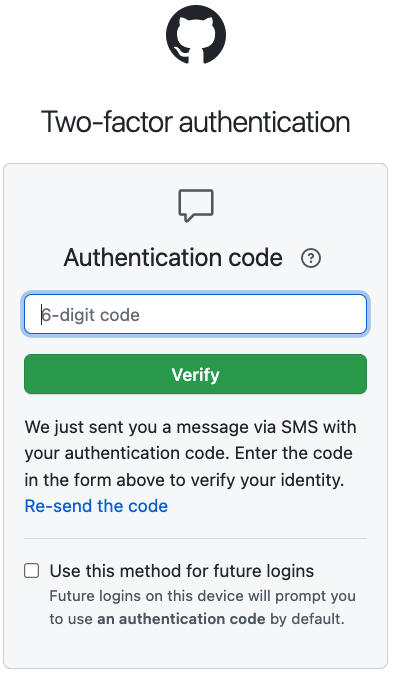 Two-factor authentication
Authentication code ?
6-digit code
Verify
We just sent you a message via SMS with
your authentication code. Enter the code
in the form above to verify your identity.
Re-send the code
Use this method for future logins
Future logins on this device will prompt you
to use an authentication code by default.